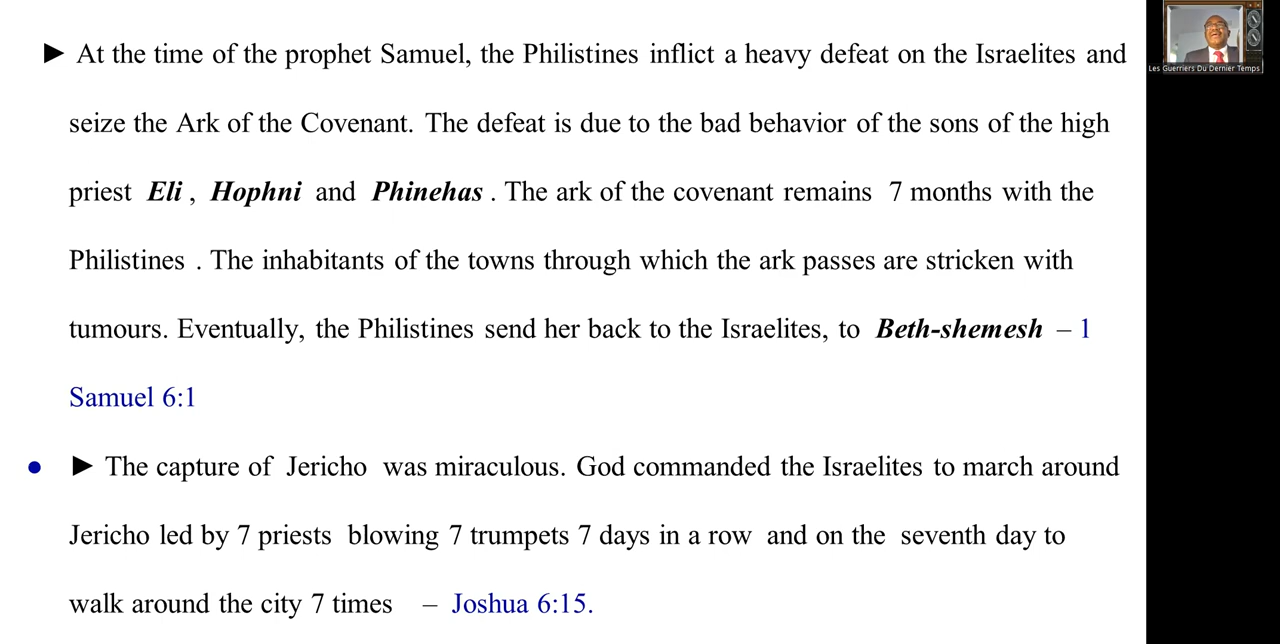 ► At the time of the prophet Samuel, the Philistines inflict a heavy defeat on the Israelites and
seize the Ark of the Covenant. The defeat is due to the bad behavior of the sons of the high
priest Eli , Hophni and Phinehas . The ark of the covenant remains 7 months with the
Philistines . The inhabitants of the towns through which the ark passes are stricken with
tumours. Eventually, the Philistines send her back to the Israelites, to Beth-shemesh – 1
Samuel 6:1
● ► The capture of Jericho was miraculous. God commanded the Israelites to march around
Jericho led by 7 priests blowing 7 trumpets 7 days in a row and on the seventh day to
walk around the city 7 times – Joshua 6:15.
Les Guerriers Du Dernier Temps